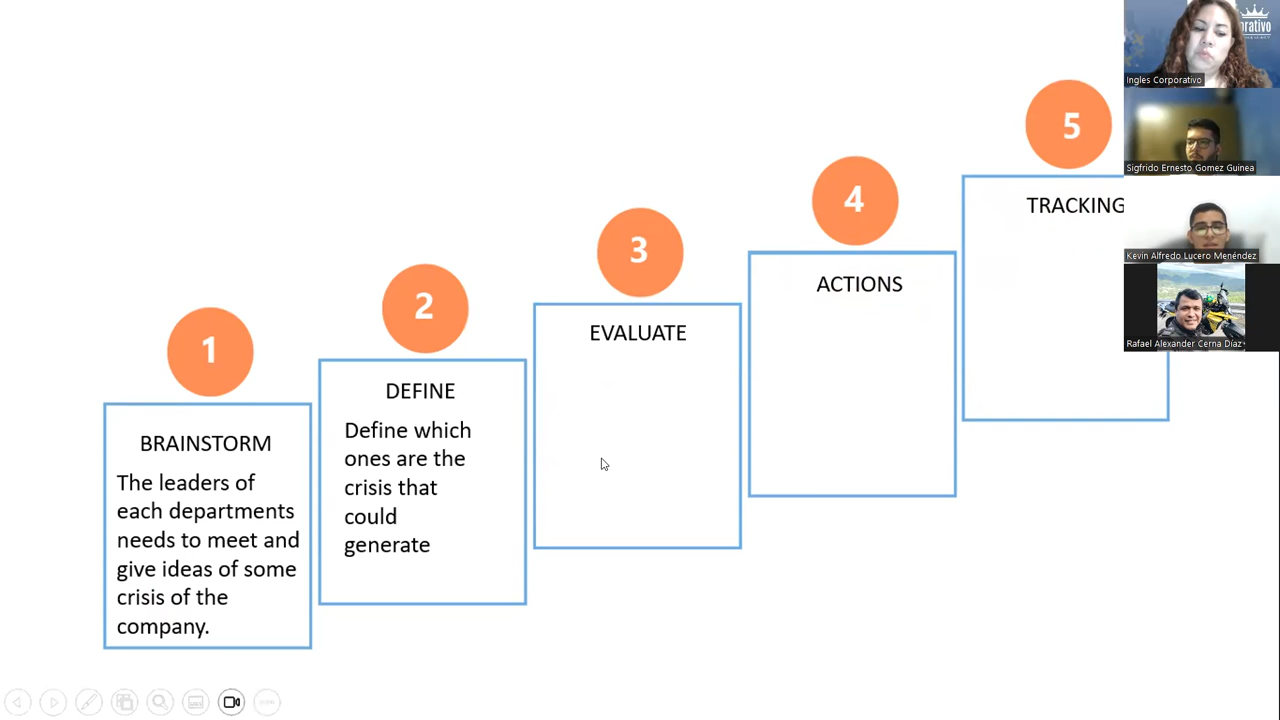 1
BRAINSTORM
The leaders of
each departments
needs to meet and
give ideas of some
crisis of the
company.
2
DEFINE
Define which
ones are the
crisis that
could
generate
3
EVALUATE
4
ACTIONS
5
TRACKING
Ingles Corporativo
Sigfrido Ernesto Gomez Guinea
Kevin Alfredo Lucero Menéndez
Rafael Alexander Cerna Díaz